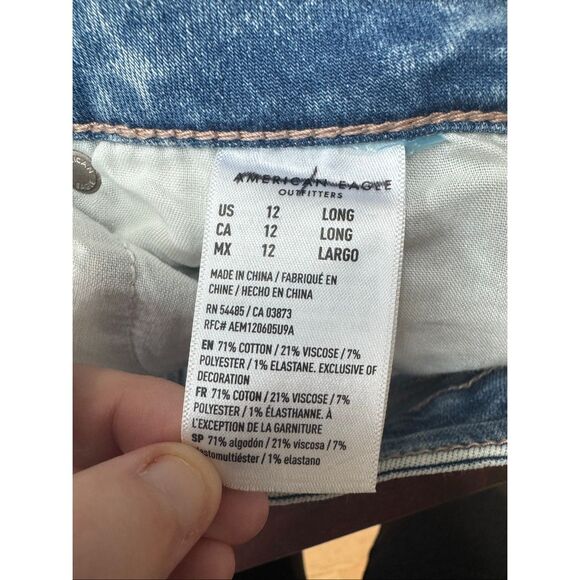 AMERICAN EAGLE
OUTFITTERS
US 12 LONG
CA 12 LONG
MX 12 LARGO
MADE IN CHINA / FABRIQUÉ EN
CHINE / HECHO EN CHINA
RN 54485 / CA 03873
RFC# AEM120605U9A
EN 71% COTTON / 21% VISCOSE / 7%
POLYESTER / 1% ELASTANE. EXCLUSIVE OF
DECORATION
FR 71% COTON / 21% VISCOSE / 7%
POLYESTER / 1% ÉLASTHANNE. À
L'EXCEPTION DE LA GARNITURE
SP 71% algodón / 21% viscosa / 7%
/ 1% elastano